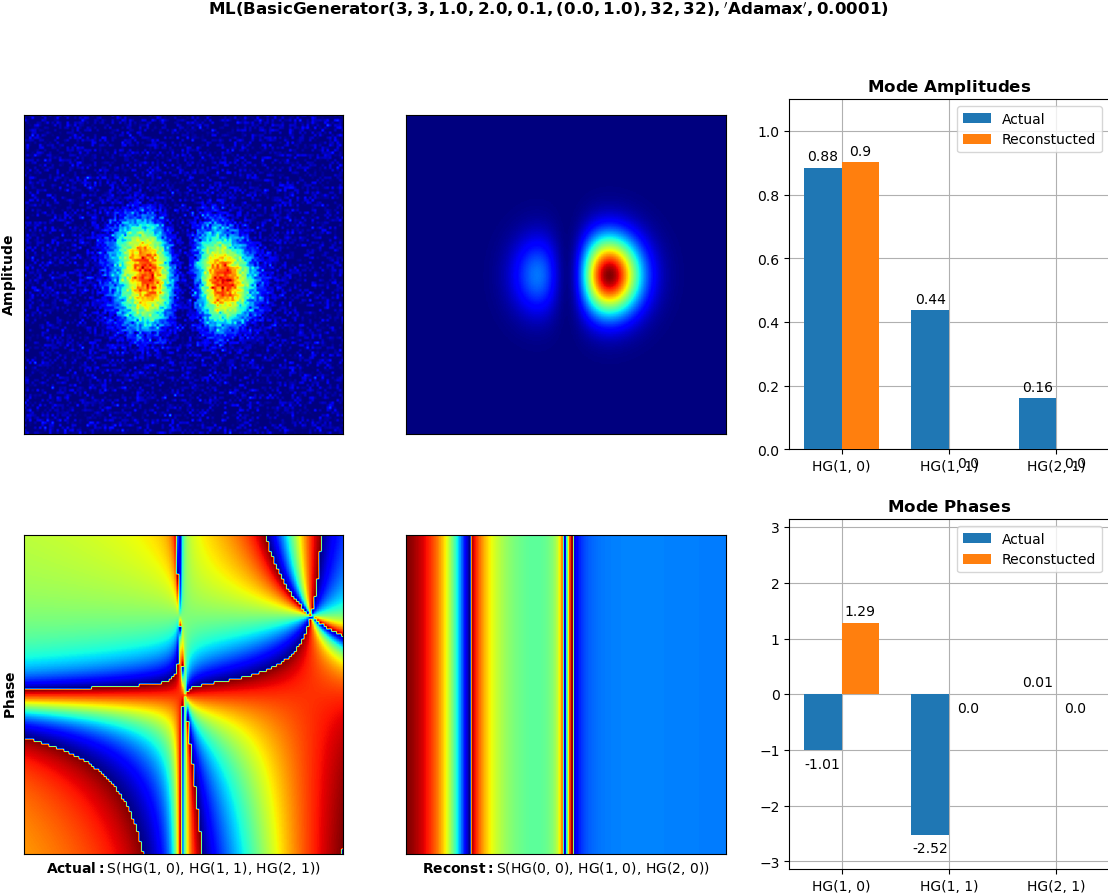 ML(BasicGenerator(3, 3, 1.0, 2.0, 0.1, (0.0, 1.0), 32, 32), ′Adamax′, 0.0001)
Amplitude
Mode Amplitudes
Actual
Reconstucted
1.0
0.8
0.6
0.4
0.2
0.0
0.88
0.9
0.44
0.0
0.16
0.0
HG(1, 0)
HG(1, 1)
HG(2, 1)
Phase
Actual: S(HG(1, 0), HG(1, 1), HG(2, 1))
Reconst: S(HG(0, 0), HG(1, 0), HG(2, 0))
Mode Phases
Actual
Reconstucted
3
2
1
0
−1
−2
−3
-1.01
1.29
-2.52
0.0
0.01
0.0
HG(1, 0)
HG(1, 1)
HG(2, 1)